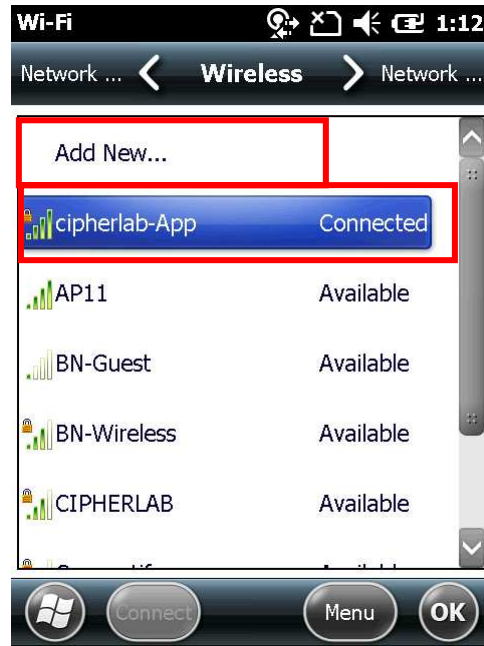 Wi-Fi 1:12
Network ... Wireless Network ...
Add New...
cipherlab-App Connected
AP11 Available
BN-Guest Available
BN-Wireless Available
CIPHERLAB Available
Connect Menu OK